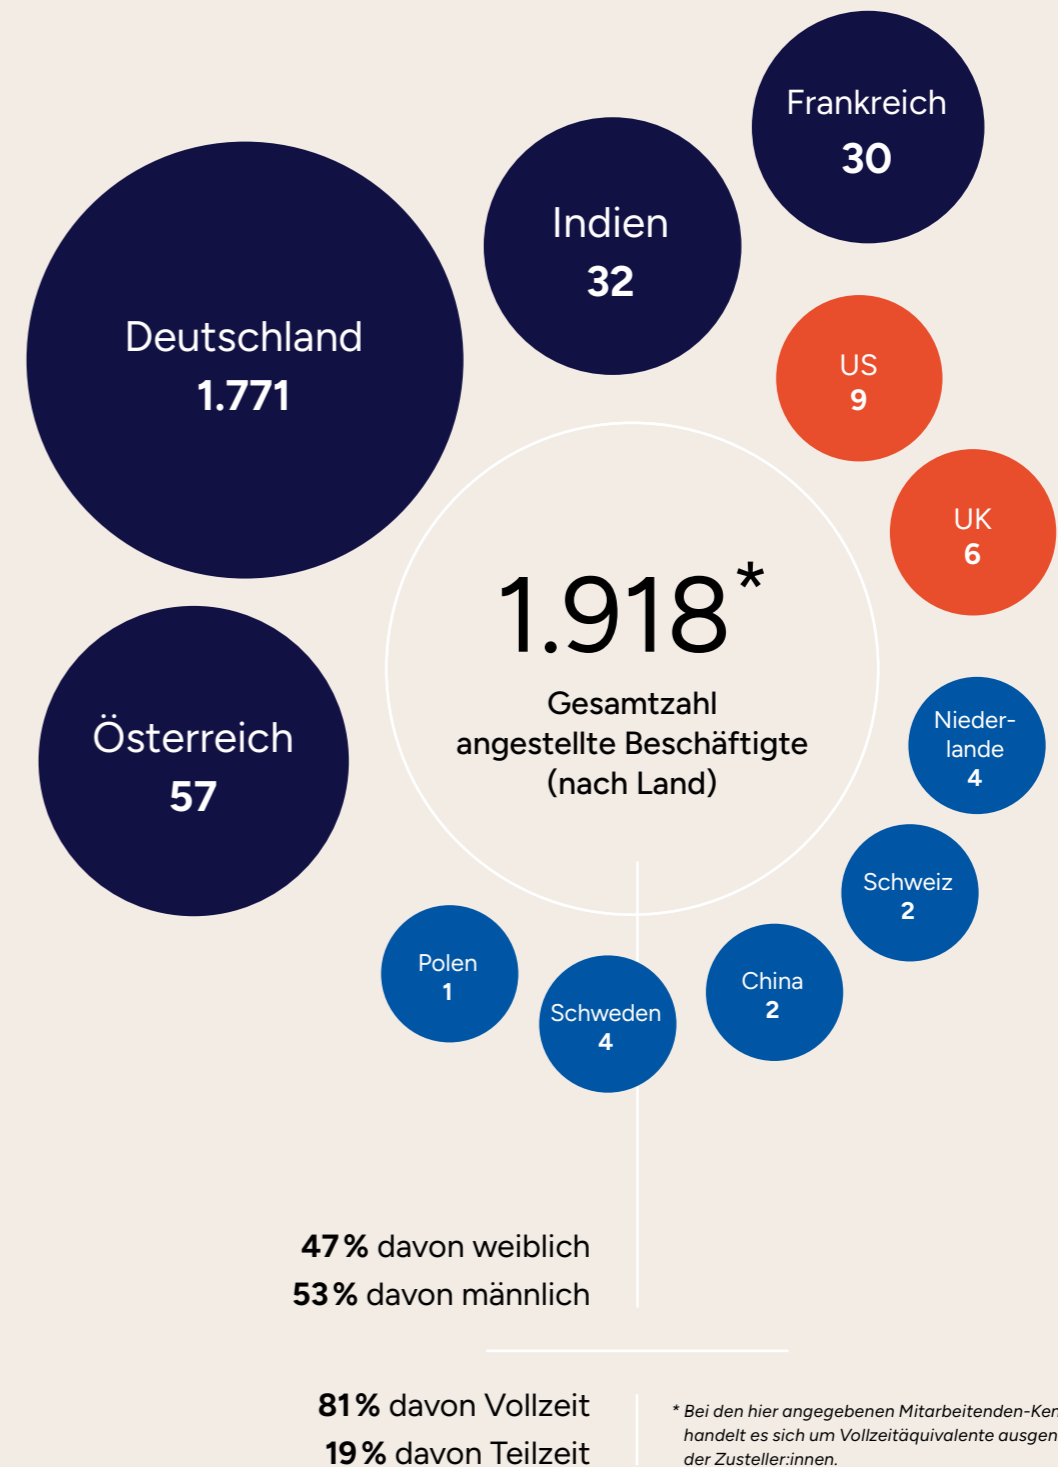 Frankreich
30
Indien
32
Deutschland
1.771
US
9
UK
6
1.918*
Gesamtzahl
angestellte Beschäftigte
(nach Land)
Österreich
57
Nieder-
lande
4
Schweiz
2
China
2
Schweden
4
Polen
1
47 % davon weiblich
53 % davon männlich
81 % davon Vollzeit
19 % davon Teilzeit
* Bei den hier angegebenen
handelt es sich um Vollzeitäquivalente
der Zusteller:innen.